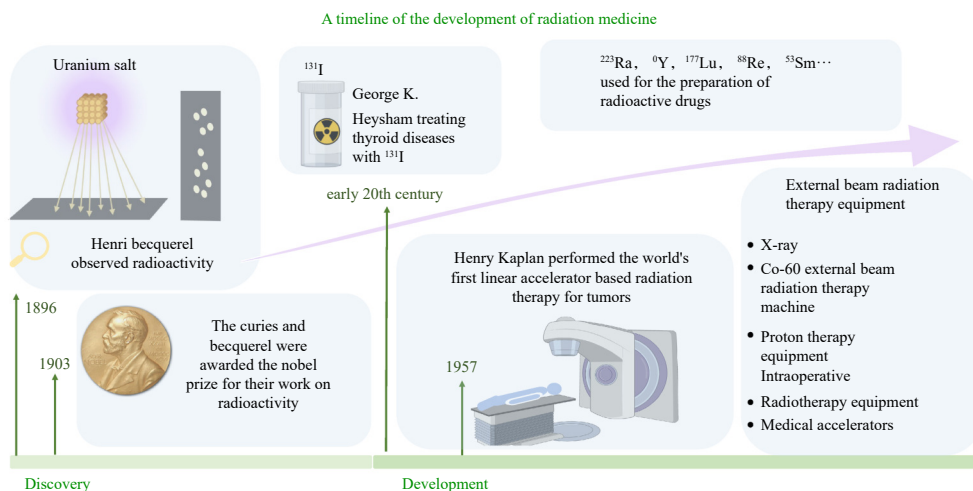 A timeline of the development of radiation medicine
Uranium salt
Henri becquerel
observed radioactivity
1896
1903
The curies and
becquerel were
awarded the nobel
prize for their work on
radioactivity
¹³¹I
George K.
Heysham treating
thyroid diseases
with ¹³¹I
early 20th century
Henry Kaplan performed the world's
first linear accelerator based radiation
therapy for tumors
1957
²²³Ra, ⁰Y, ¹⁷⁷Lu, ⁸⁸Re, ⁵³Sm···
used for the preparation of
radioactive drugs
External beam radiation
therapy equipment
• X-ray
• Co-60 external beam
radiation therapy
machine
• Proton therapy
equipment
Intraoperative
• Radiotherapy equipment
• Medical accelerators
Discovery
Development